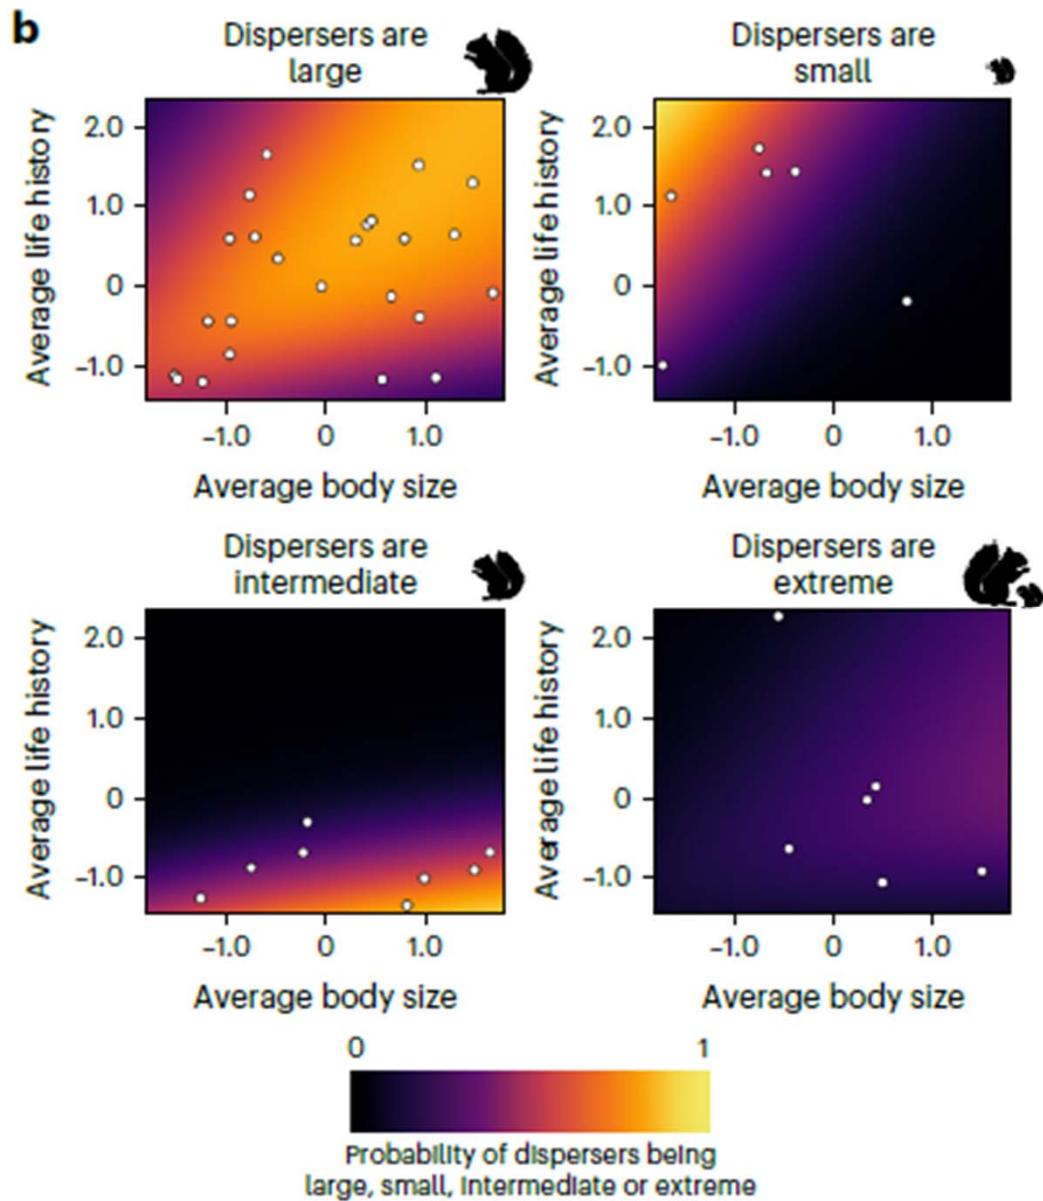 b
Dispersers are
large
Dispersers are
small
Average life history
2.0
1.0
0
–1.0
–1.0
0
1.0
Average body size
Average life history
2.0
1.0
0
–1.0
–1.0
0
1.0
Average body size
Dispersers are
intermediate
Dispersers are
extreme
Average life history
2.0
1.0
0
–1.0
–1.0
0
1.0
Average body size
Average life history
2.0
1.0
0
–1.0
–1.0
0
1.0
Average body size
0
1
Probability of dispersers being
large, small, intermediate or extreme